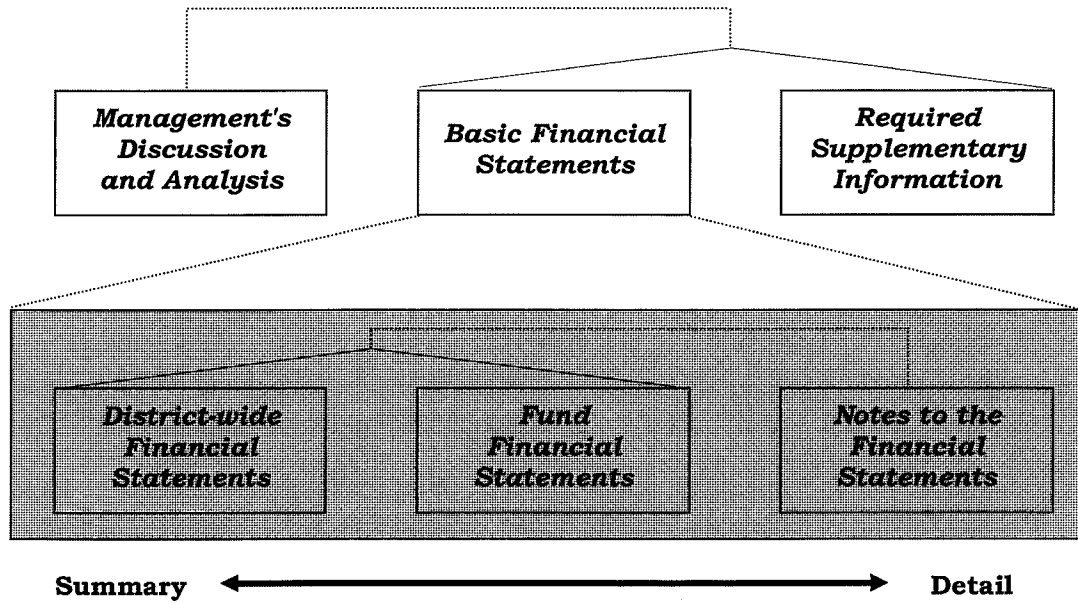 Management's
Discussion
and Analysis
Basic Financial
Statements
Required
Supplementary
Information
District-wide
Financial
Statements
Fund
Financial
Statements
Notes to the
Financial
Statements
Summary
Detail